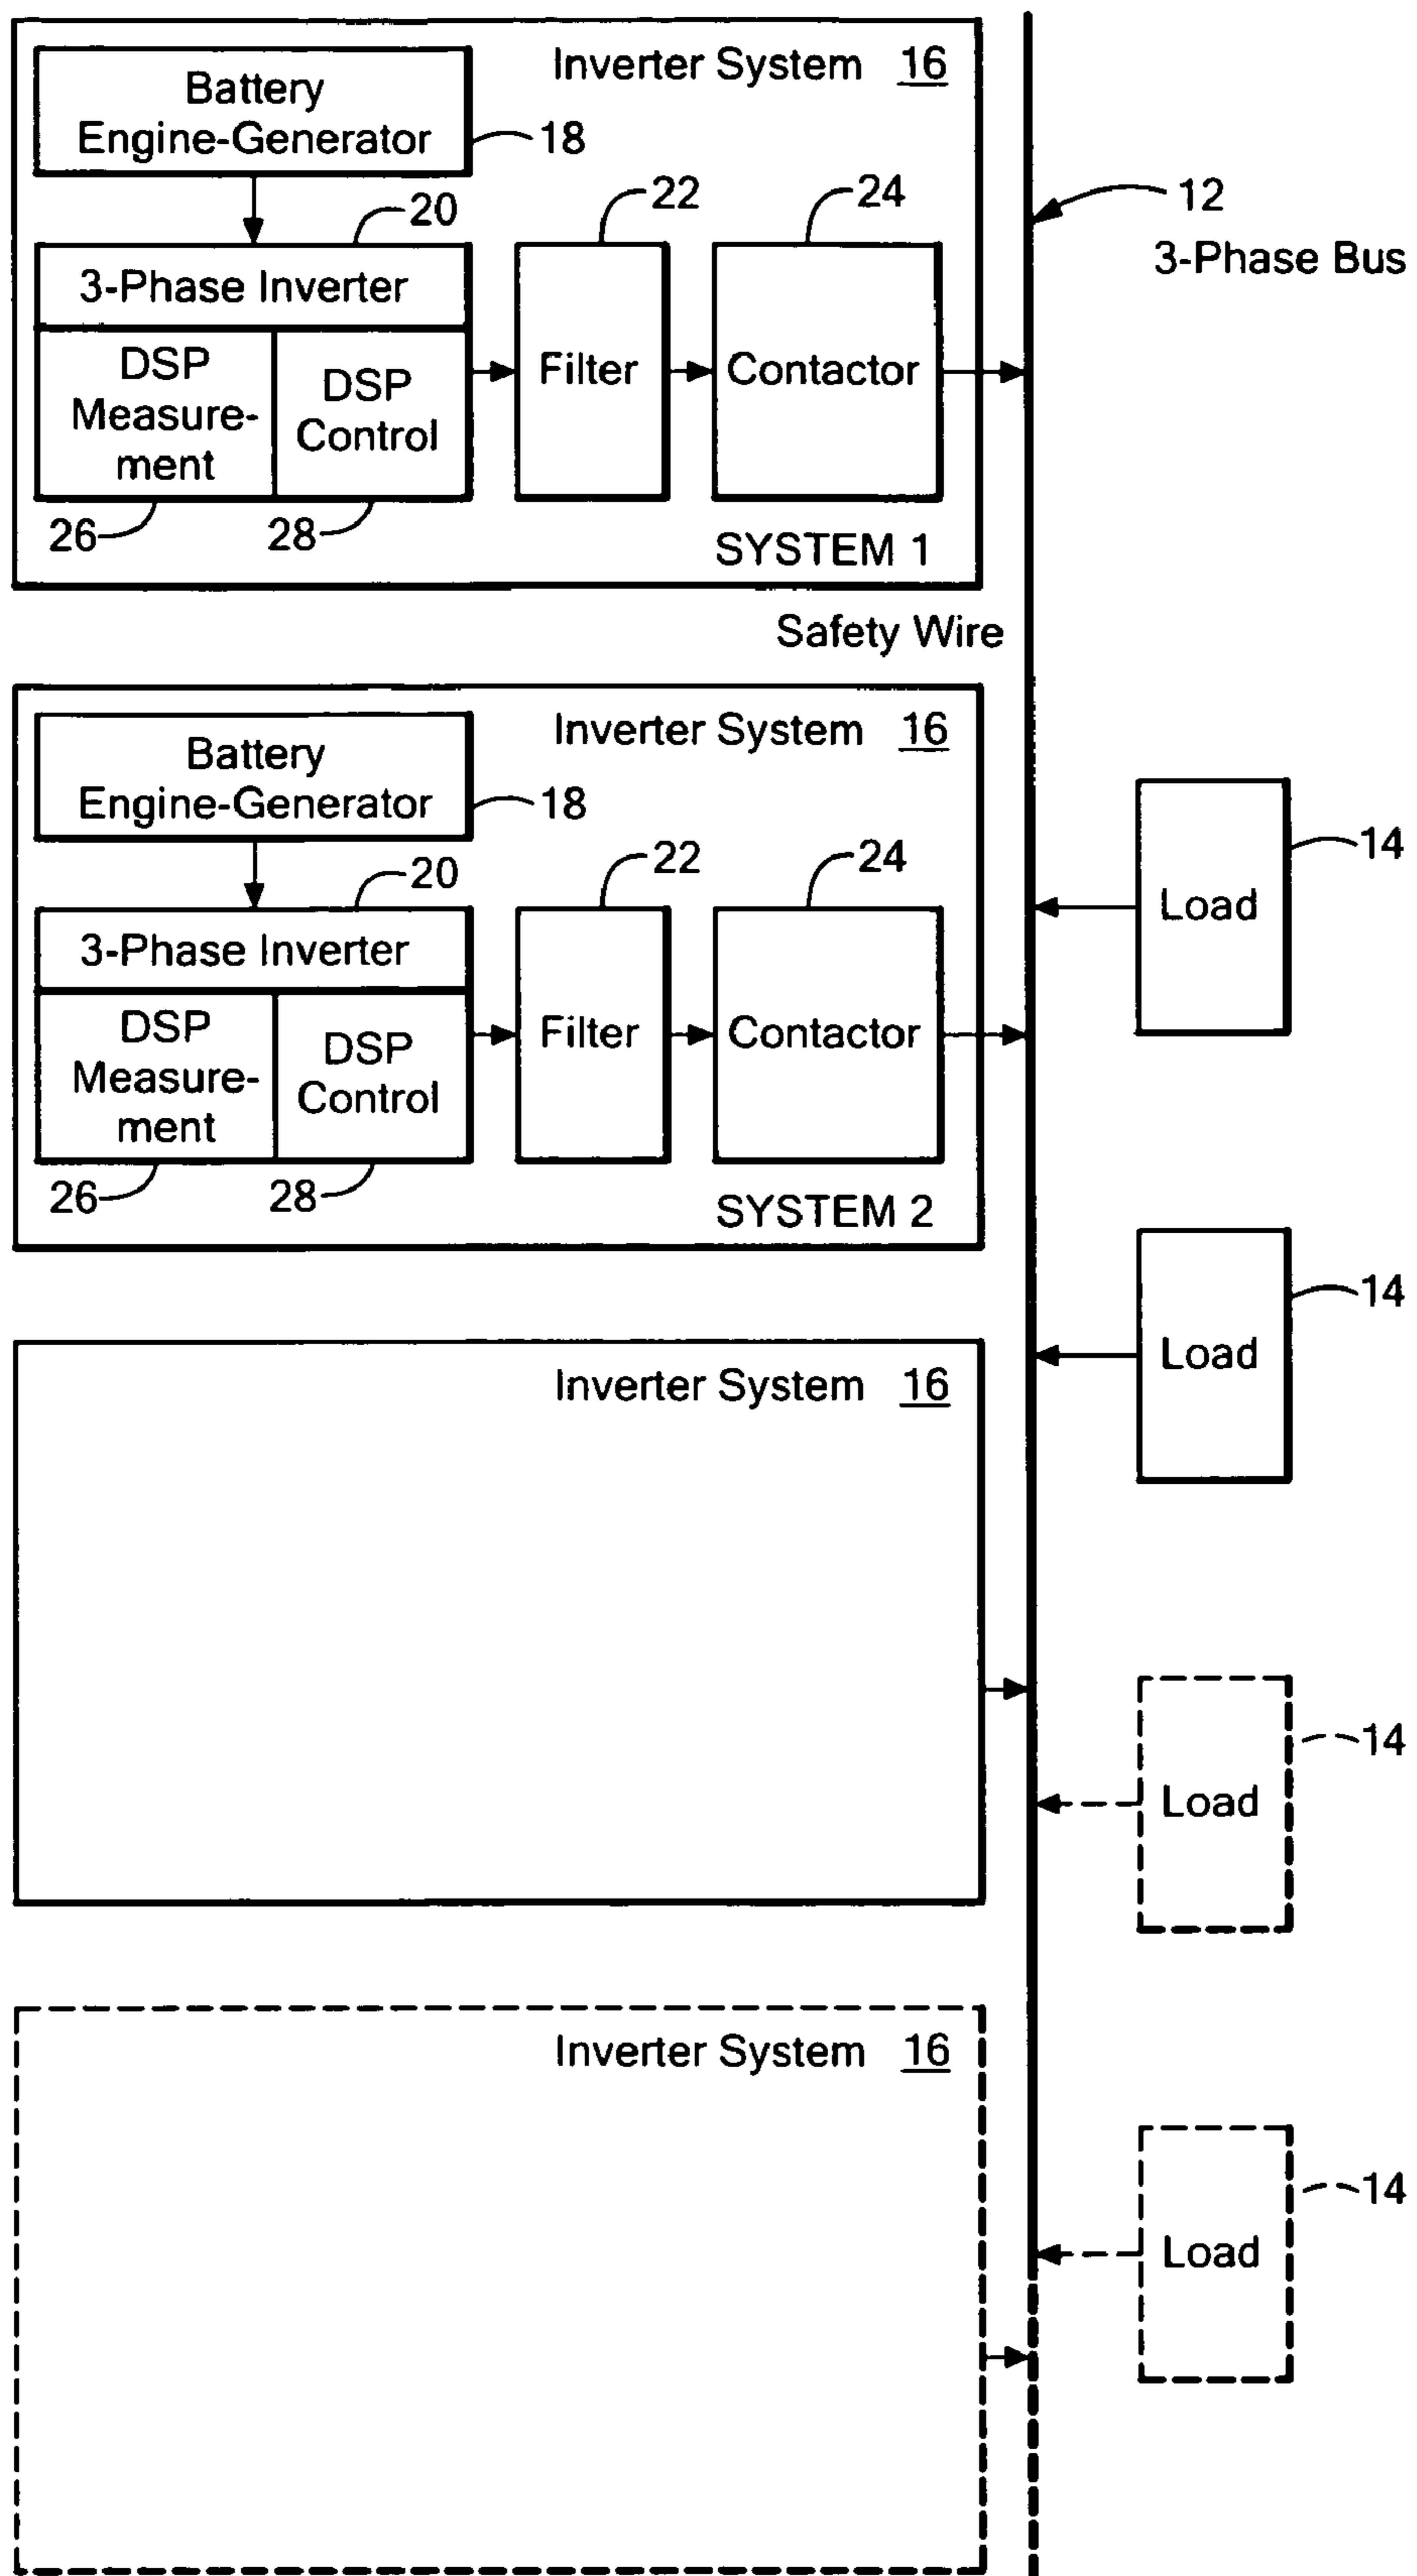 Inverter System 16
Battery
Engine-Generator
18
20
22
24
12
3-Phase Bus
3-Phase Inverter
DSP
Measure-
ment
DSP
Control
Filter
Contactor
26
28
SYSTEM 1
Safety Wire
Inverter System 16
Battery
Engine-Generator
18
20
22
24
3-Phase Inverter
DSP
Measure-
ment
DSP
Control
Filter
Contactor
26
28
SYSTEM 2
14
Load
14
Load
Inverter System 16
14
Load
Inverter System 16
14
Load